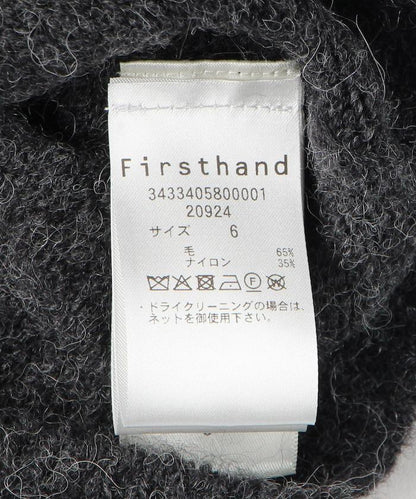 Firsthand
3433405800001
20924
サイズ 6
毛 65%
ナイロン 35%
・ドライクリーニングの場合は、
ネットを御使用下さい。